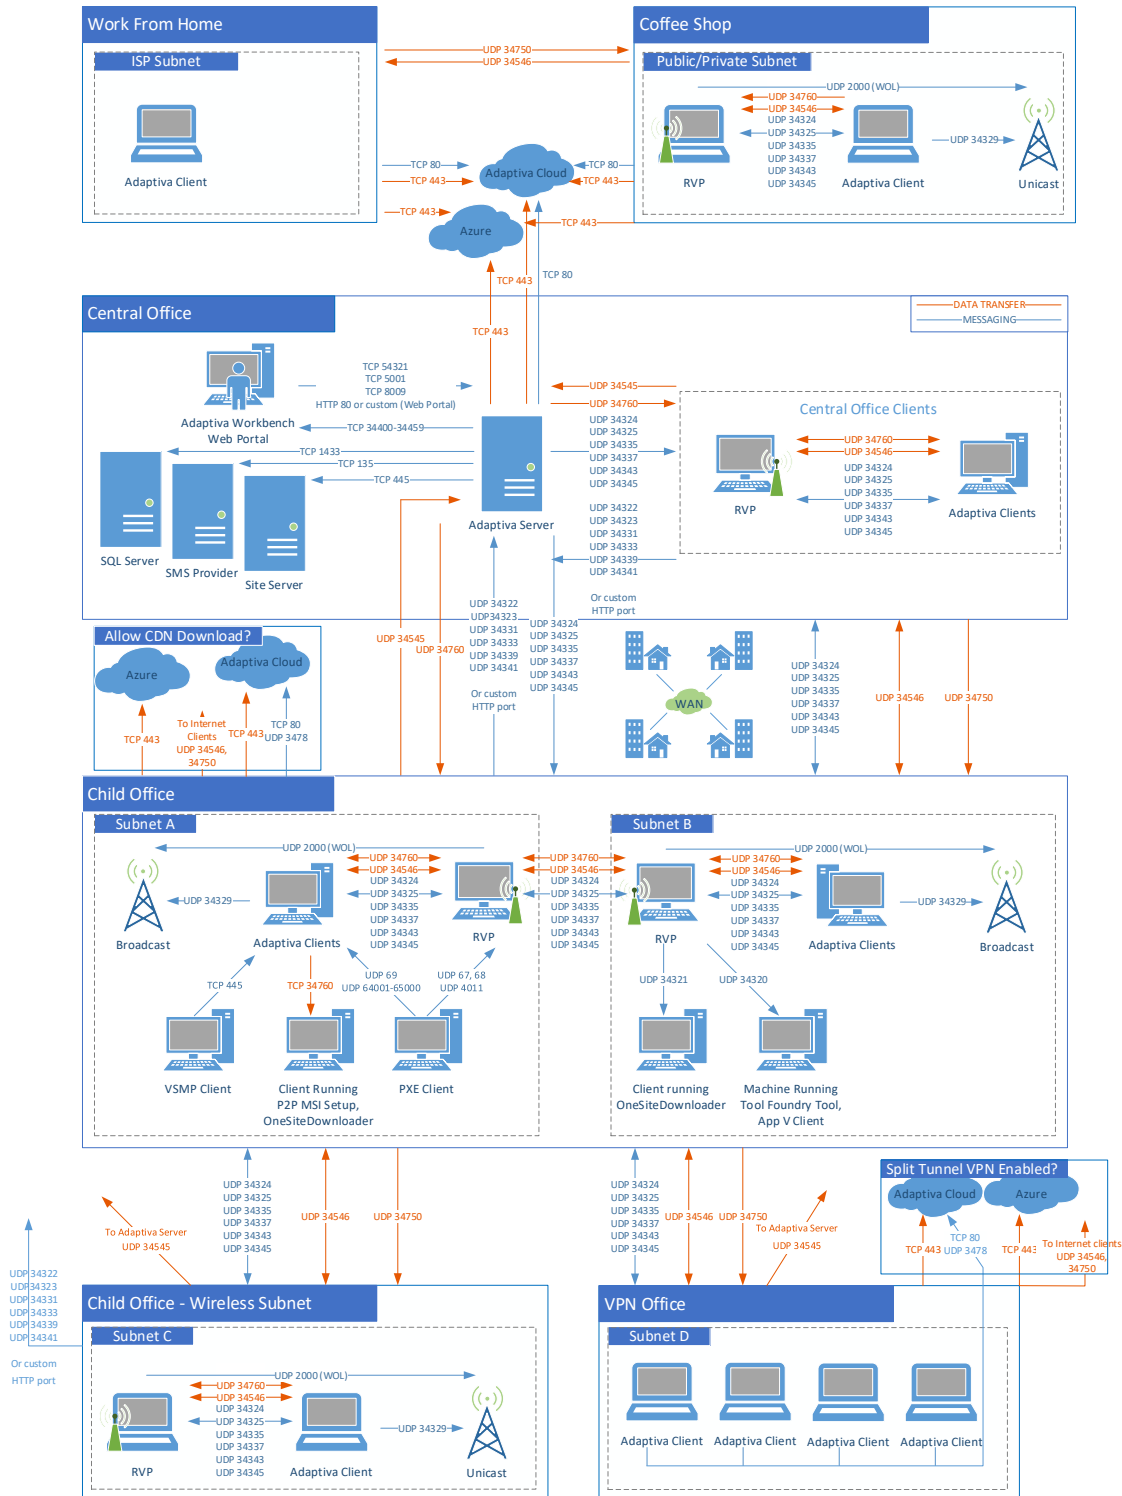 Work From Home
ISP Subnet
Adaptiva Client
UDP 34750
UDP 34546
Coffee Shop
Public/Private Subnet
UDP 2000 (WOL)
UDP 34760
UDP 34546
UDP 34324
UDP 34325
UDP 34335
UDP 34337
UDP 34343
UDP 34345
UDP 34329
RVP
Adaptiva Client
Unicast
TCP 80
TCP 443
Adaptiva Cloud
TCP 80
TCP 443
TCP 443
Azure
TCP 443
TCP 443
TCP 80
TCP 443
Central Office
DATA TRANSFER
MESSAGING
TCP 54321
TCP 5001
TCP 8009
HTTP 80 or custom (Web Portal)
Adaptiva Workbench
Web Portal
TCP 34400-34459
TCP 1433
TCP 135
TCP 445
SQL Server
SMS Provider
Site Server
Adaptiva Server
UDP 34545
UDP 34760
UDP 34324
UDP 34325
UDP 34335
UDP 34337
UDP 34343
UDP 34345
UDP 34322
UDP 34323
UDP 34331
UDP 34333
UDP 34339
UDP 34341
Or custom
HTTP port
Central Office Clients
UDP 34760
UDP 34546
UDP 34324
UDP 34325
UDP 34335
UDP 34337
UDP 34343
UDP 34345
RVP
Adaptiva Clients
Allow CDN Download?
Azure
Adaptiva Cloud
TCP 443
To Internet
Clients
UDP 34546,
34750
TCP 443
TCP 80
UDP 3478
UDP 34545
UDP 34760
UDP 34322
UDP34323
UDP 34331
UDP 34333
UDP 34339
UDP 34341
Or custom
HTTP port
UDP 34324
UDP 34325
UDP 34335
UDP 34337
UDP 34343
UDP 34345
WAN
UDP 34324
UDP 34325
UDP 34335
UDP 34337
UDP 34343
UDP 34345
UDP 34546
UDP 34750
Child Office
Subnet A
UDP 2000 (WOL)
UDP 34329
Broadcast
Adaptiva Clients
UDP 34760
UDP 34546
UDP 34324
UDP 34325
UDP 34335
UDP 34337
UDP 34343
UDP 34345
RVP
TCP 445
TCP 34760
UDP 69
UDP 64001-65000
UDP 67, 68
UDP 4011
VSMP Client
Client Running
P2P MSI Setup,
OneSiteDownloader
PXE Client
UDP 34760
UDP 34546
UDP 34324
UDP 34325
UDP 34335
UDP 34337
UDP 34343
UDP 34345
Subnet B
UDP 2000 (WOL)
UDP 34760
UDP 34546
UDP 34324
UDP 34325
UDP 34335
UDP 34337
UDP 34343
UDP 34345
RVP
Adaptiva Clients
UDP 34329
Broadcast
UDP 34321
UDP 34320
Client running
OneSiteDownloader
Machine Running
Tool Foundry Tool,
App V Client
To Adaptiva Server
UDP 34545
UDP 34324
UDP 34325
UDP 34335
UDP 34337
UDP 34343
UDP 34345
UDP 34546
UDP 34750
UDP 34324
UDP 34325
UDP 34335
UDP 34337
UDP 34343
UDP 34345
UDP 34546
UDP 34750
To Adaptiva Server
UDP 34545
Split Tunnel VPN Enabled?
Adaptiva Cloud
Azure
TCP 443
TCP 80
UDP 3478
TCP 443
To Internet clients
UDP 34546,
34750
UDP 34322
UDP34323
UDP 34331
UDP 34333
UDP 34339
UDP 34341
Or custom
HTTP port
Child Office - Wireless Subnet
Subnet C
UDP 2000 (WOL)
UDP 34760
UDP 34546
UDP 34324
UDP 34325
UDP 34335
UDP 34337
UDP 34343
UDP 34345
UDP 34329
RVP
Adaptiva Client
Unicast
VPN Office
Subnet D
Adaptiva Client
Adaptiva Client
Adaptiva Client
Adaptiva Client